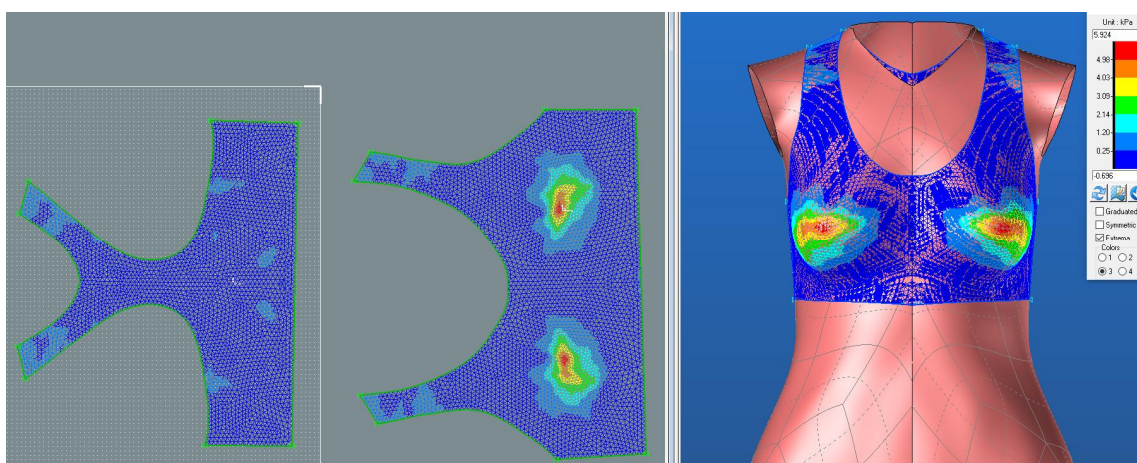 Unit : kPa
5.924
4.98
4.03
3.09
2.14
1.20
0.25
-0.696
Graduated
Symmetric
Extrema
Colors
1 2
3 4